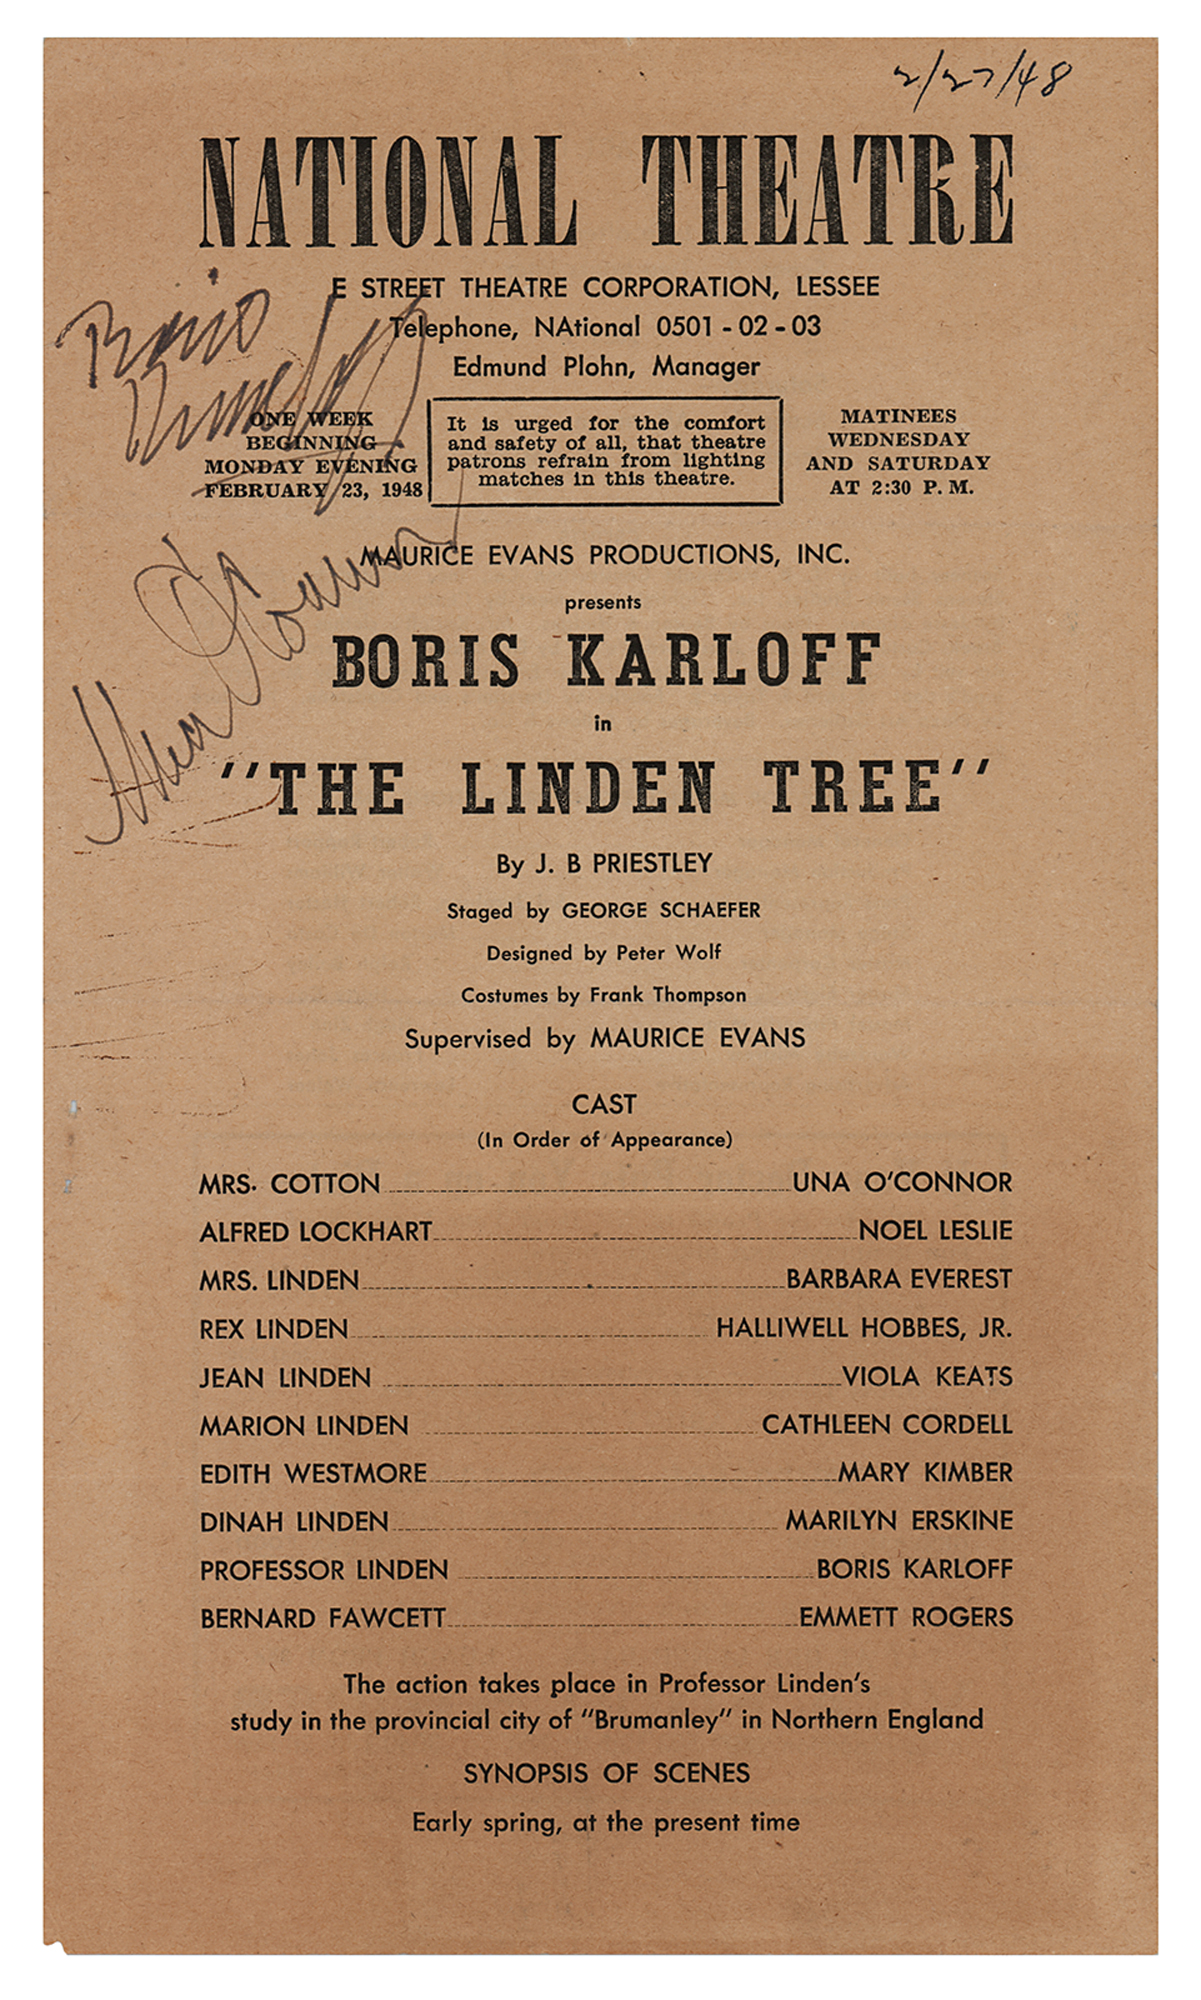 2/27/48
NATIONAL THEATRE
E STREET THEATRE CORPORATION, LESSEE
Telephone, NAtional 0501 - 02 - 03
Edmund Plohn, Manager
Boris
Karloff
ONE WEEK
BEGINNING
MONDAY EVENING
FEBRUARY 23, 1948
It is urged for the comfort
and safety of all, that theatre
patrons refrain from lighting
matches in this theatre.
MATINEES
WEDNESDAY
AND SATURDAY
AT 2:30 P. M.
Una O'Connor
MAURICE EVANS PRODUCTIONS, INC.
presents
BORIS KARLOFF
in
"THE LINDEN TREE"
By J. B PRIESTLEY
Staged by GEORGE SCHAEFER
Designed by Peter Wolf
Costumes by Frank Thompson
Supervised by MAURICE EVANS
CAST
(In Order of Appearance)
MRS. COTTON UNA O'CONNOR
ALFRED LOCKHART NOEL LESLIE
MRS. LINDEN BARBARA EVEREST
REX LINDEN HALLIWELL HOBBES, JR.
JEAN LINDEN VIOLA KEATS
MARION LINDEN CATHLEEN CORDELL
EDITH WESTMORE MARY KIMBER
DINAH LINDEN MARILYN ERSKINE
PROFESSOR LINDEN BORIS KARLOFF
BERNARD FAWCETT EMMETT ROGERS
The action takes place in Professor Linden's
study in the provincial city of "Brumanley" in Northern England
SYNOPSIS OF SCENES
Early spring, at the present time